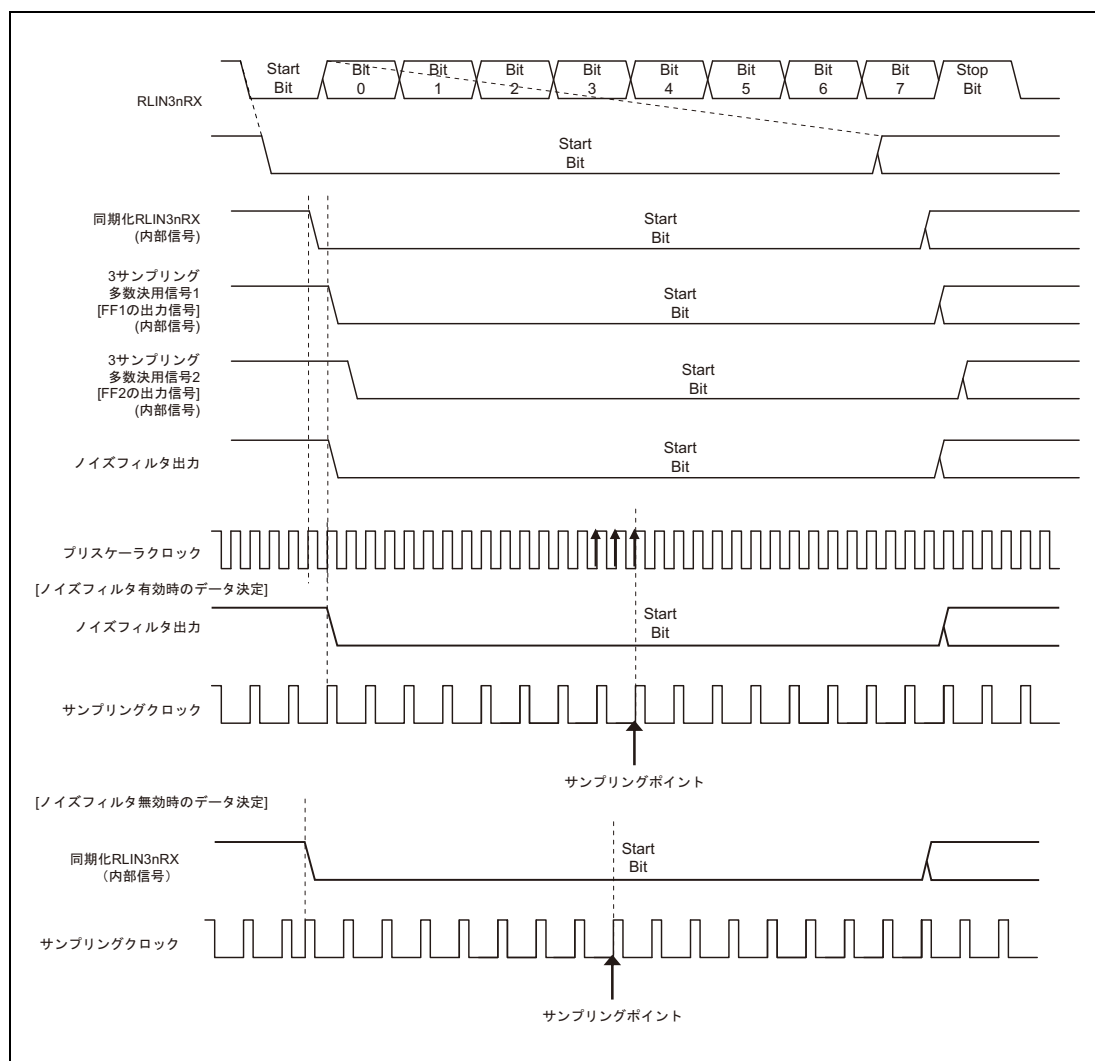 Start
Bit
Bit
0
Bit
1
Bit
2
Bit
3
Bit
4
Bit
5
Bit
6
Bit
7
Stop
Bit
RLIN3nRX
Start
Bit
同期化RLIN3nRX
(内部信号)
Start
Bit
3サンプリング
多数決用信号1
[FF1の出力信号]
(内部信号)
Start
Bit
3サンプリング
多数決用信号2
[FF2の出力信号]
(内部信号)
Start
Bit
ノイズフィルタ出力
Start
Bit
プリスケーラクロック
[ノイズフィルタ有効時のデータ決定]
ノイズフィルタ出力
Start
Bit
サンプリングクロック
サンプリングポイント
[ノイズフィルタ無効時のデータ決定]
同期化RLIN3nRX
（内部信号）
Start
Bit
サンプリングクロック
サンプリングポイント